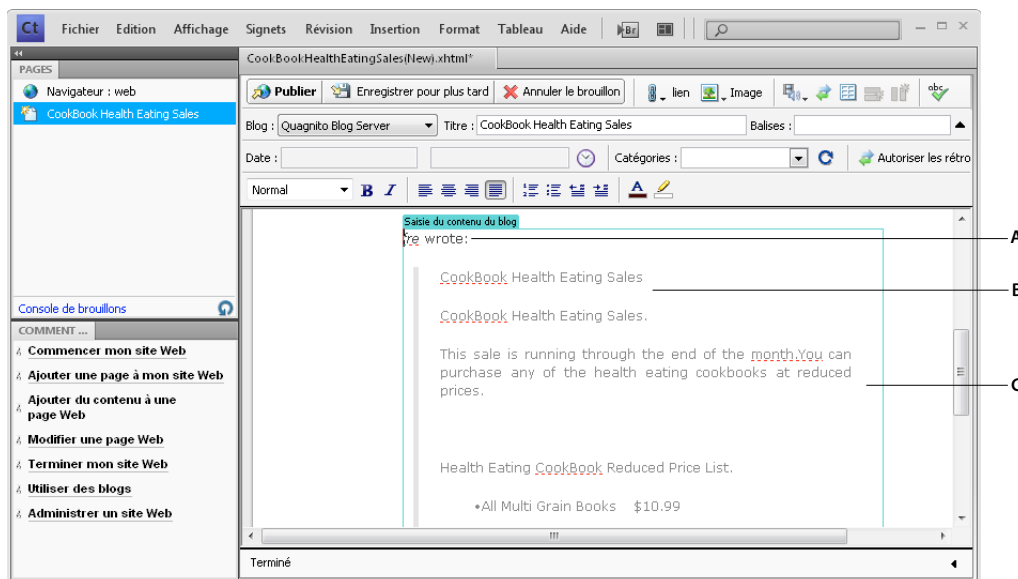 Ct Fichier Edition Affichage Signets Révision Insertion Format Tableau Aide Br
PAGES
Navigateur : web
CookBook Health Eating Sales
Console de brouillons
COMMENT ...
Commencer mon site Web
Ajouter une page à mon site Web
Ajouter du contenu à une
page Web
Modifier une page Web
Terminer mon site Web
Utiliser des blogs
Administrer un site Web
CookBookHealthEatingSales(New).xhtml*
Publier Enregistrer pour plus tard Annuler le brouillon lien Image abc
Blog : Quagnito Blog Server Titre : CookBook Health Eating Sales Balises :
Date : Catégories : Autoriser les rétro
Normal B I A
Saisie du contenu du blog
're wrote:
A
CookBook Health Eating Sales
B
CookBook Health Eating Sales.
This sale is running through the end of the month.You can
purchase any of the health eating cookbooks at reduced
prices.
C
Health Eating CookBook Reduced Price List.
•All Multi Grain Books $10.99
Terminé